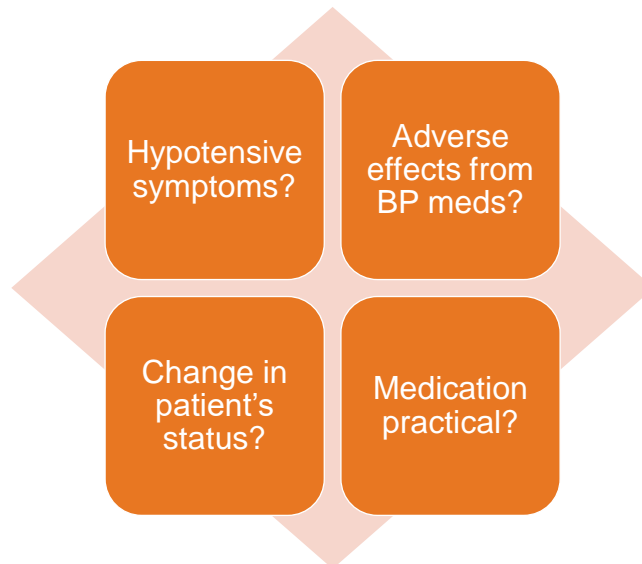 Hypotensive
symptoms?
Adverse
effects from
BP meds?
Change in
patient’s
status?
Medication
practical?